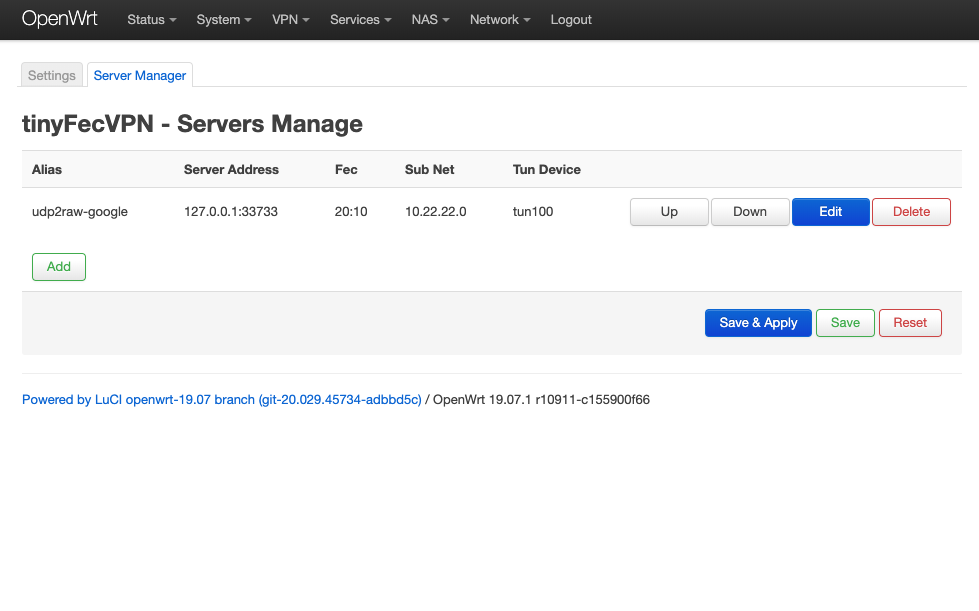 OpenWrt Status System VPN Services NAS Network Logout
Settings Server Manager
tinyFecVPN - Servers Manage
Alias Server Address Fec Sub Net Tun Device
udp2raw-google 127.0.0.1:33733 20:10 10.22.22.0 tun100 Up Down Edit Delete
Add
Save & Apply Save Reset
Powered by LuCI openwrt-19.07 branch (git-20.029.45734-adbbd5c) / OpenWrt 19.07.1 r10911-c155900f66